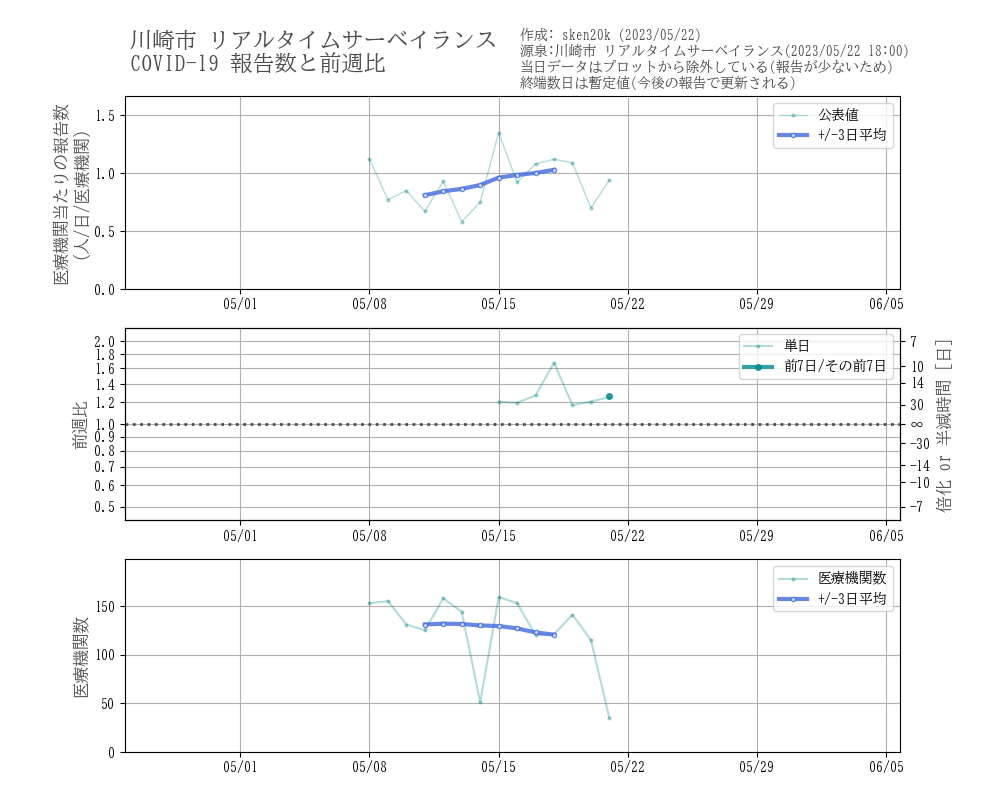 川崎市 リアルタイムサーベイランス
COVID-19 報告数と前週比
作成: sken20k (2023/05/22)
源泉:川崎市 リアルタイムサーベイランス(2023/05/22 18:00)
当日データはプロットから除外している(報告が少ないため)
終端数日は暫定値(今後の報告で更新される)
医療機関当たりの報告数
(人/日/医療機関)
1.5
1.0
0.5
0.0
公表値
+/-3日平均
05/01 05/08 05/15 05/22 05/29 06/05
前週比
2.0
1.8
1.6
1.4
1.2
1.0
0.9
0.8
0.7
0.6
0.5
単日
前7日/その前7日
7
10
14
30
∞
-30
-14
-10
-7
倍化 or 半減時間 [日]
05/01 05/08 05/15 05/22 05/29 06/05
医療機関数
150
100
50
0
医療機関数
+/-3日平均
05/01 05/08 05/15 05/22 05/29 06/05